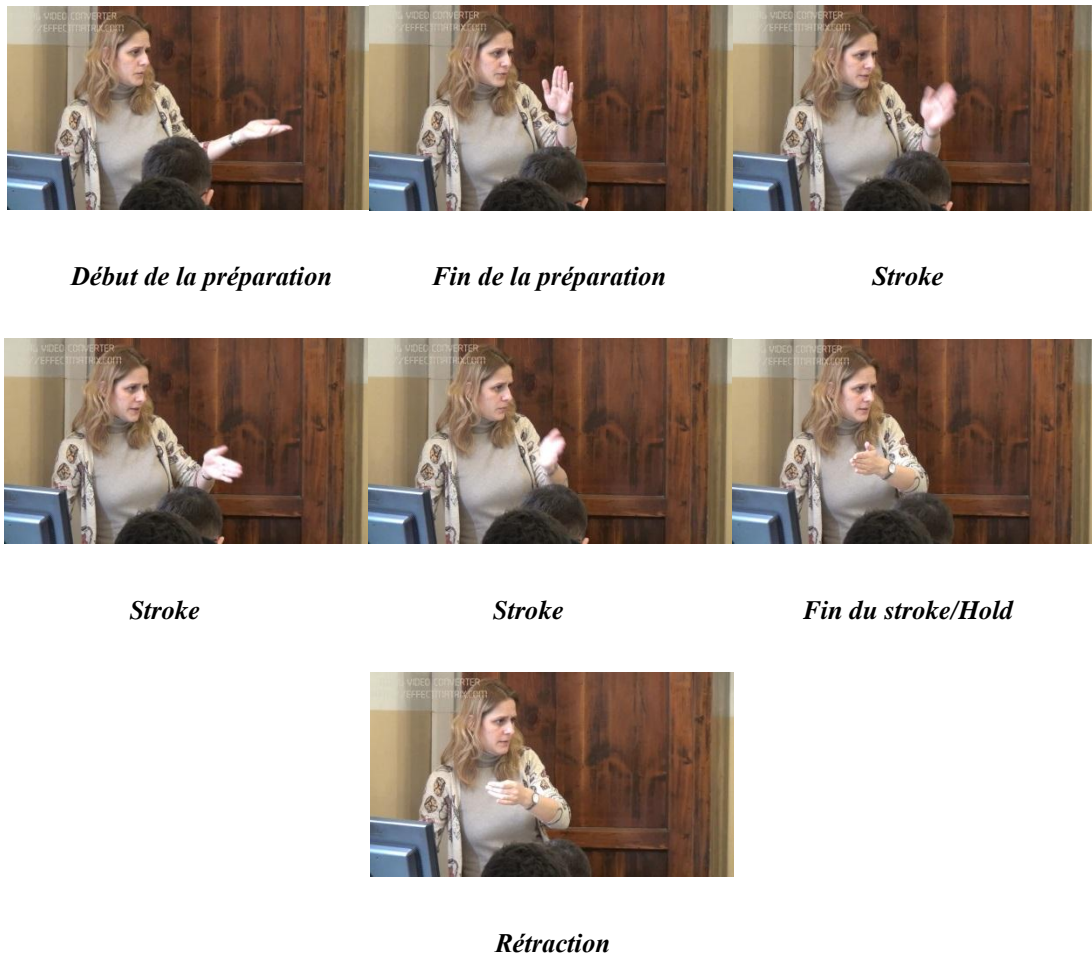 Début de la préparation
Fin de la préparation
Stroke
Stroke
Stroke
Fin du stroke/Hold
Rétraction